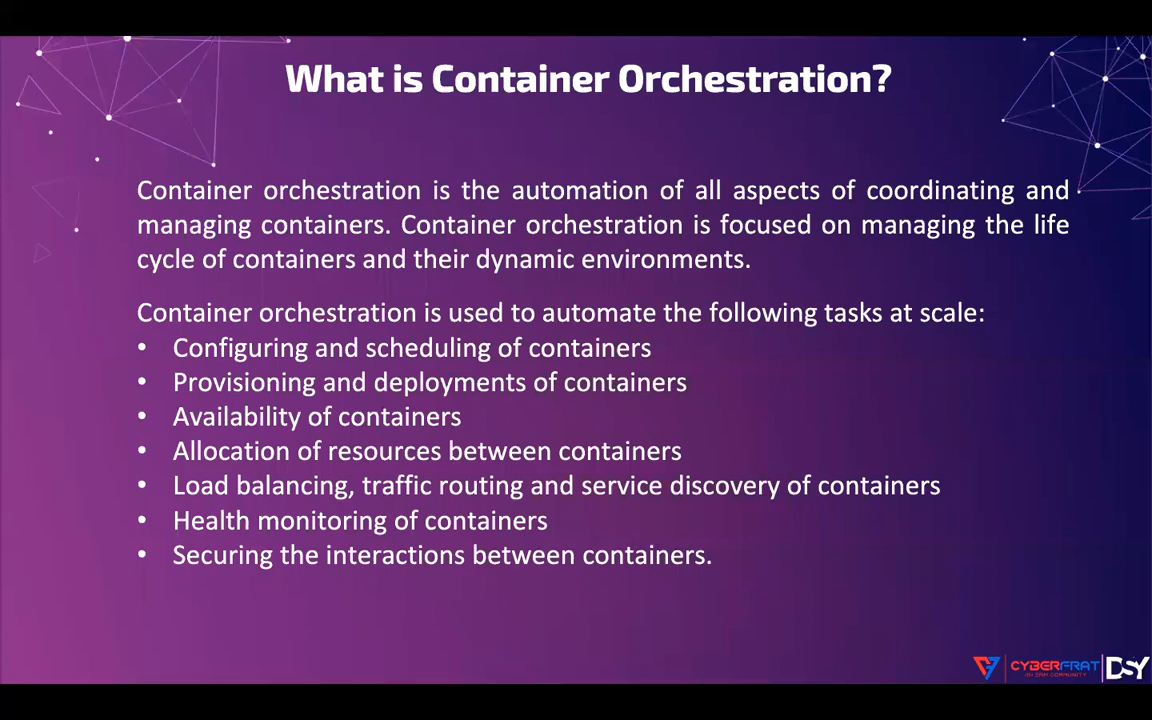 What is Container Orchestration?
Container orchestration is the automation of all aspects of coordinating and
managing containers. Container orchestration is focused on managing the life
cycle of containers and their dynamic environments.
Container orchestration is used to automate the following tasks at scale:
• Configuring and scheduling of containers
• Provisioning and deployments of containers
• Availability of containers
• Allocation of resources between containers
• Load balancing, traffic routing and service discovery of containers
• Health monitoring of containers
• Securing the interactions between containers.
CYBERFRAT
AN ERM COMMUNITY
DSY